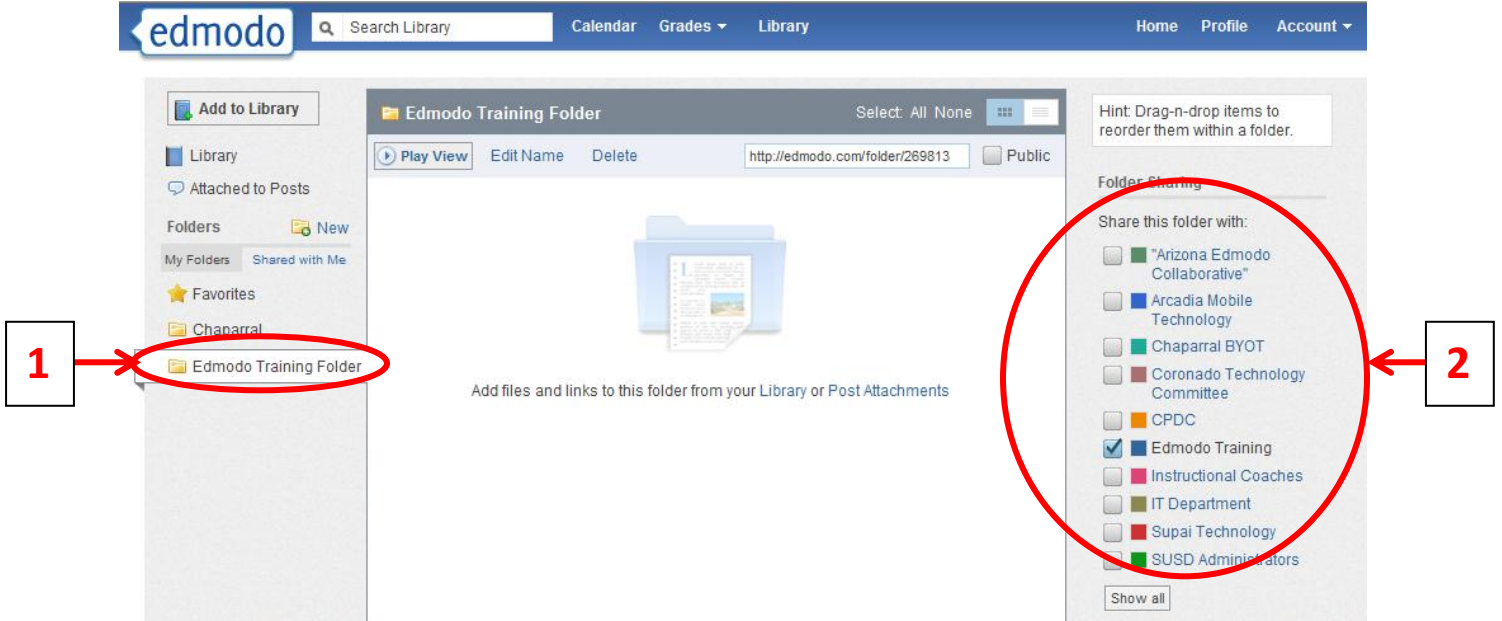 edmodo
Search Library
Calendar
Grades
Library
Home
Profile
Account
Add to Library
Library
Attached to Posts
Folders
New
My Folders
Shared with Me
Favorites
Chaparral
Edmodo Training Folder
1
Edmodo Training Folder
Select: All None
Play View
Edit Name
Delete
http://edmodo.com/folder/269813
Public
Add files and links to this folder from your Library or Post Attachments
Hint: Drag-n-drop items to
reorder them within a folder.
Folder Sharing
Share this folder with:
"Arizona Edmodo
Collaborative"
Arcadia Mobile
Technology
Chaparral BYOT
Coronado Technology
Committee
CPDC
Edmodo Training
Instructional Coaches
IT Department
Supai Technology
SUSD Administrators
Show all
2